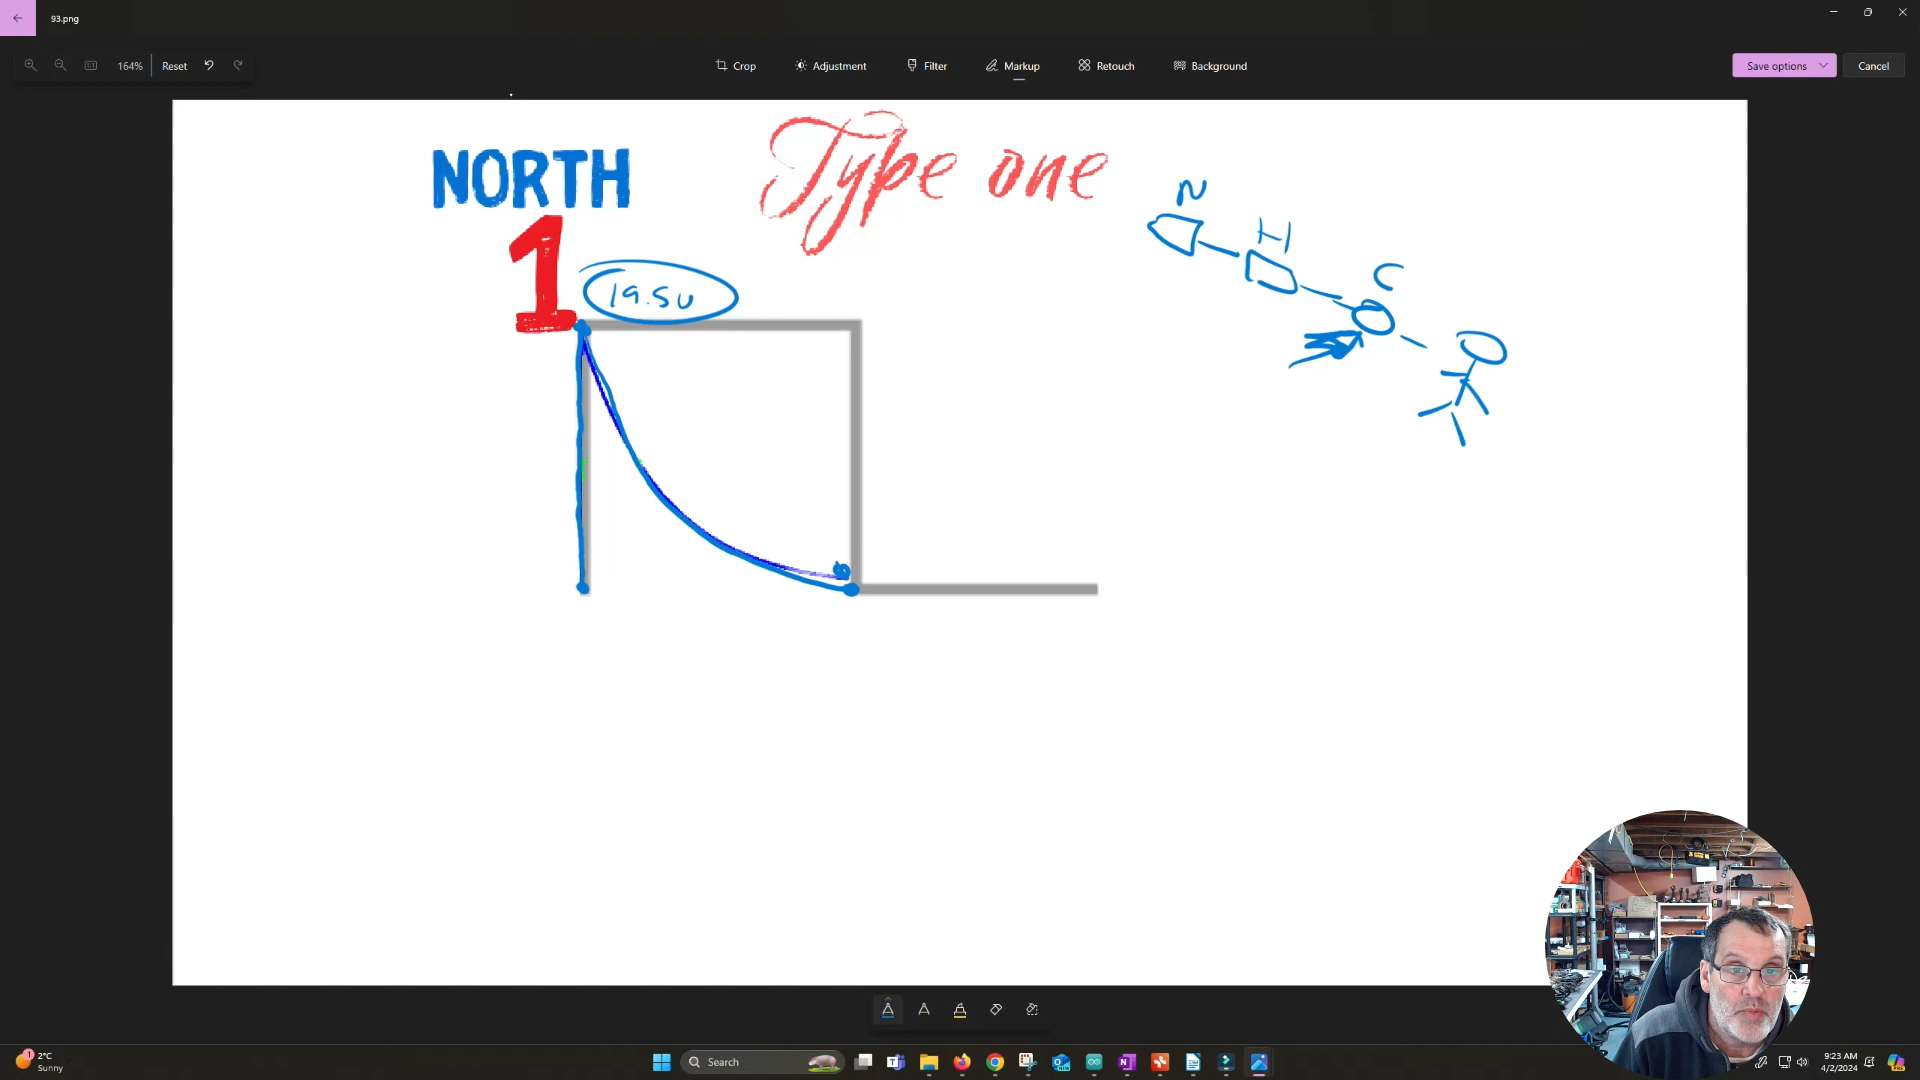 93.png
164% Reset Crop Adjustment Filter Markup Retouch Background Save options Cancel
NORTH Type one
N
1 H
19.5u C
2°C
Sunny
Search
9:23 AM
4/2/2024